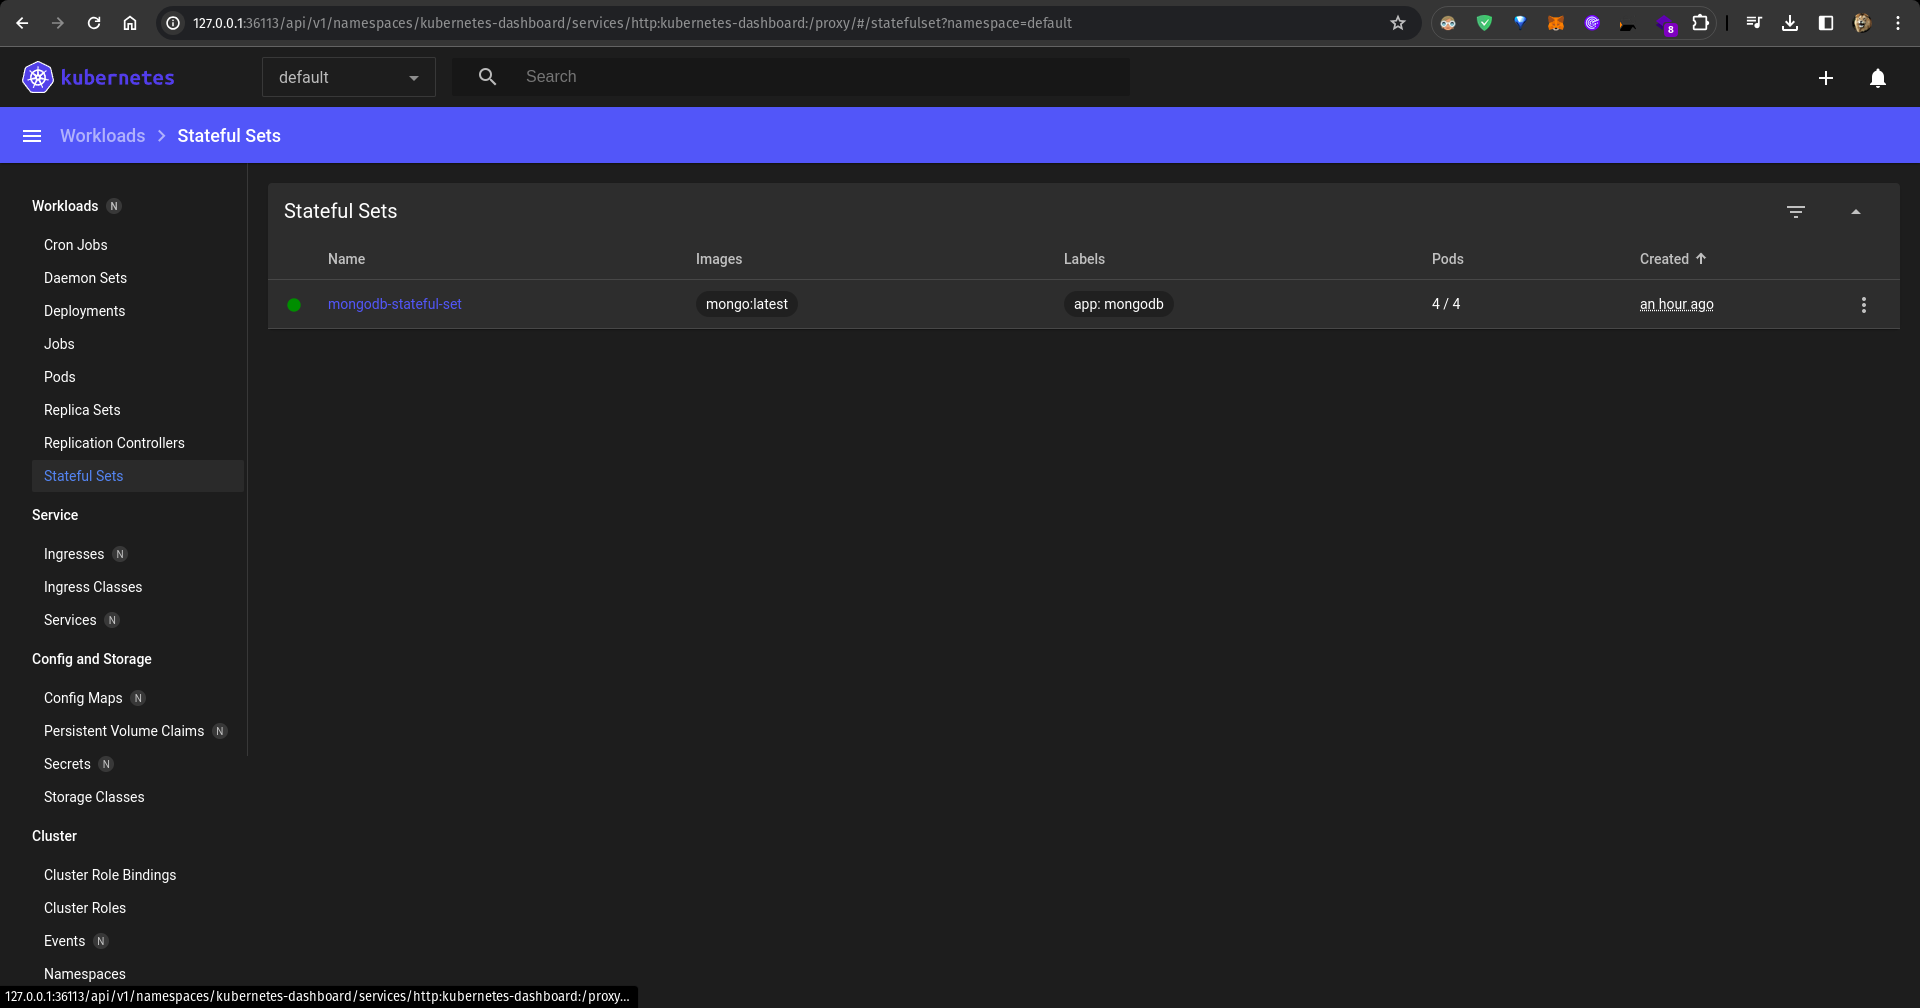 127.0.0.1:36113/api/v1/namespaces/kubernetes-dashboard/services/http:kubernetes-dashboard:/proxy/#/statefulset?namespace=default
8
kubernetes
default
Search
Workloads
Stateful Sets
Workloads N
Cron Jobs
Daemon Sets
Deployments
Jobs
Pods
Replica Sets
Replication Controllers
Stateful Sets
Service
Ingresses N
Ingress Classes
Services N
Config and Storage
Config Maps N
Persistent Volume Claims N
Secrets N
Storage Classes
Cluster
Cluster Role Bindings
Cluster Roles
Events N
Namespaces
Stateful Sets
Name Images Labels Pods Created
mongodb-stateful-set mongo:latest app: mongodb 4 / 4 an hour ago
127.0.0.1:36113/api/v1/namespaces/kubernetes-dashboard/services/http:kubernetes-dashboard:/proxy...